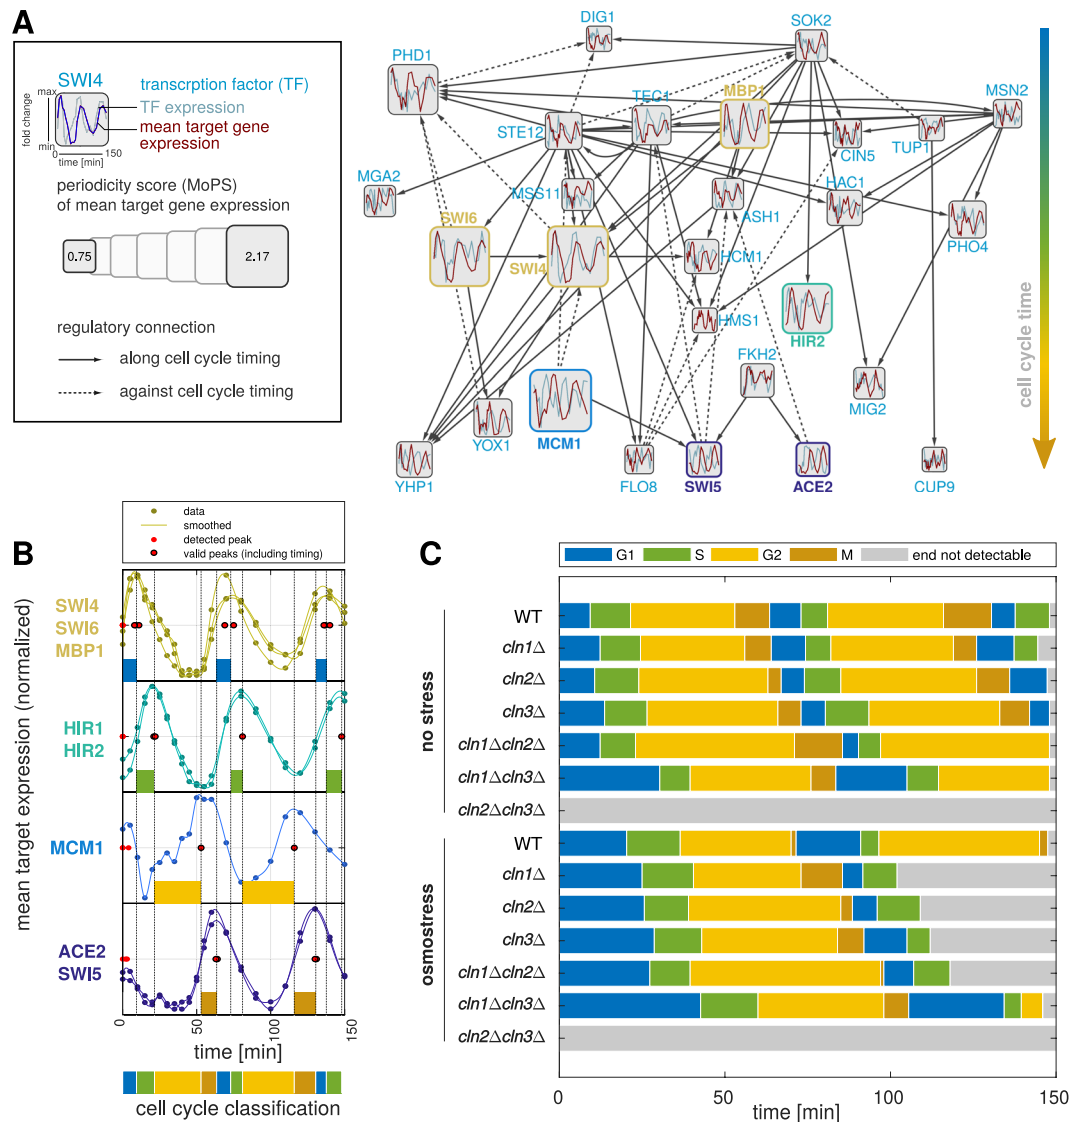 A
SWI4
max
min
fold change
0
150
time [min]
transcrption factor (TF)
TF expression
mean target gene
expression
periodicity score (MoPS)
of mean target gene expression
0.75
2.17
regulatory connection
along cell cycle timing
against cell cycle timing
DIG1
SOK2
PHD1
TEC1
MBP1
MSN2
STE12
CIN5
TUP1
MGA2
MSS11
ASH1
HAC1
PHO4
SWI6
SWI4
HCM1
HMS1
HIR2
FKH2
MIG2
YOX1
MCM1
YHP1
FLO8
SWI5
ACE2
CUP9
cell cycle time
B
data
smoothed
detected peak
valid peaks (including timing)
mean target expression (normalized)
SWI4
SWI6
MBP1
HIR1
HIR2
MCM1
ACE2
SWI5
0
50
100
150
time [min]
cell cycle classification
C
G1
S
G2
M
end not detectable
no stress
WT
cln1Δ
cln2Δ
cln3Δ
cln1Δcln2Δ
cln1Δcln3Δ
cln2Δcln3Δ
osmostress
WT
cln1Δ
cln2Δ
cln3Δ
cln1Δcln2Δ
cln1Δcln3Δ
cln2Δcln3Δ
0
50
100
150
time [min]